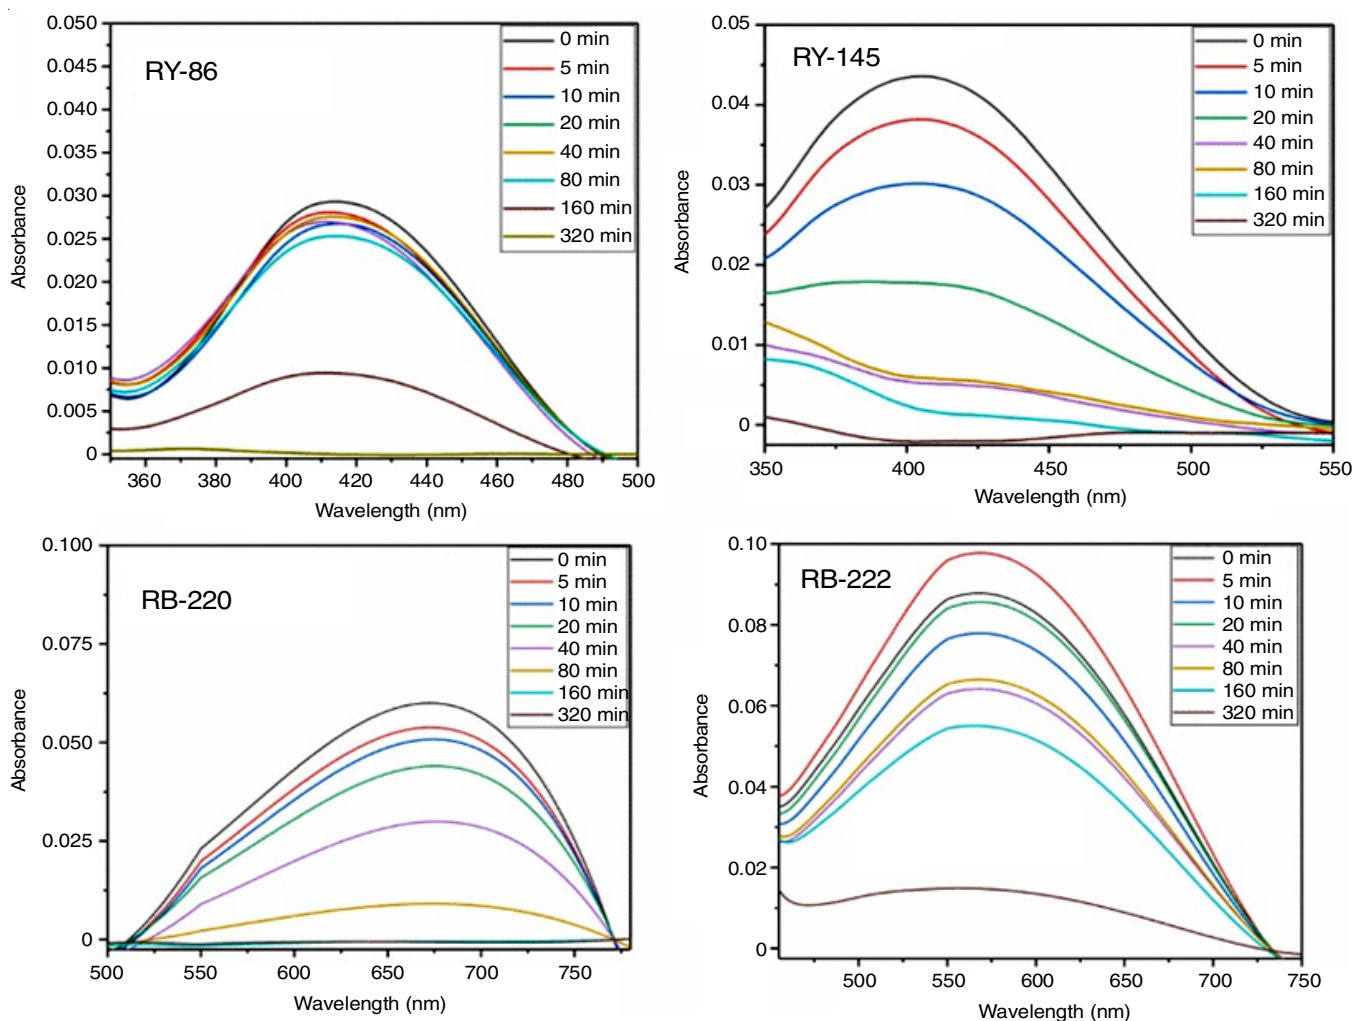 RY-86
0.050
0.045
0.040
0.035
0.030
0.025
0.020
0.015
0.010
0.005
0
Absorbance
0 min
5 min
10 min
20 min
40 min
80 min
160 min
320 min
360 380 400 420 440 460 480 500
Wavelength (nm)
RY-145
0.05
0.04
0.03
0.02
0.01
0
Absorbance
0 min
5 min
10 min
20 min
40 min
80 min
160 min
320 min
350 400 450 500 550
Wavelength (nm)
RB-220
0.100
0.075
0.050
0.025
0
Absorbance
0 min
5 min
10 min
20 min
40 min
80 min
160 min
320 min
500 550 600 650 700 750
Wavelength (nm)
RB-222
0.10
0.08
0.06
0.04
0.02
0
Absorbance
0 min
5 min
10 min
20 min
40 min
80 min
160 min
320 min
500 550 600 650 700 750
Wavelength (nm)